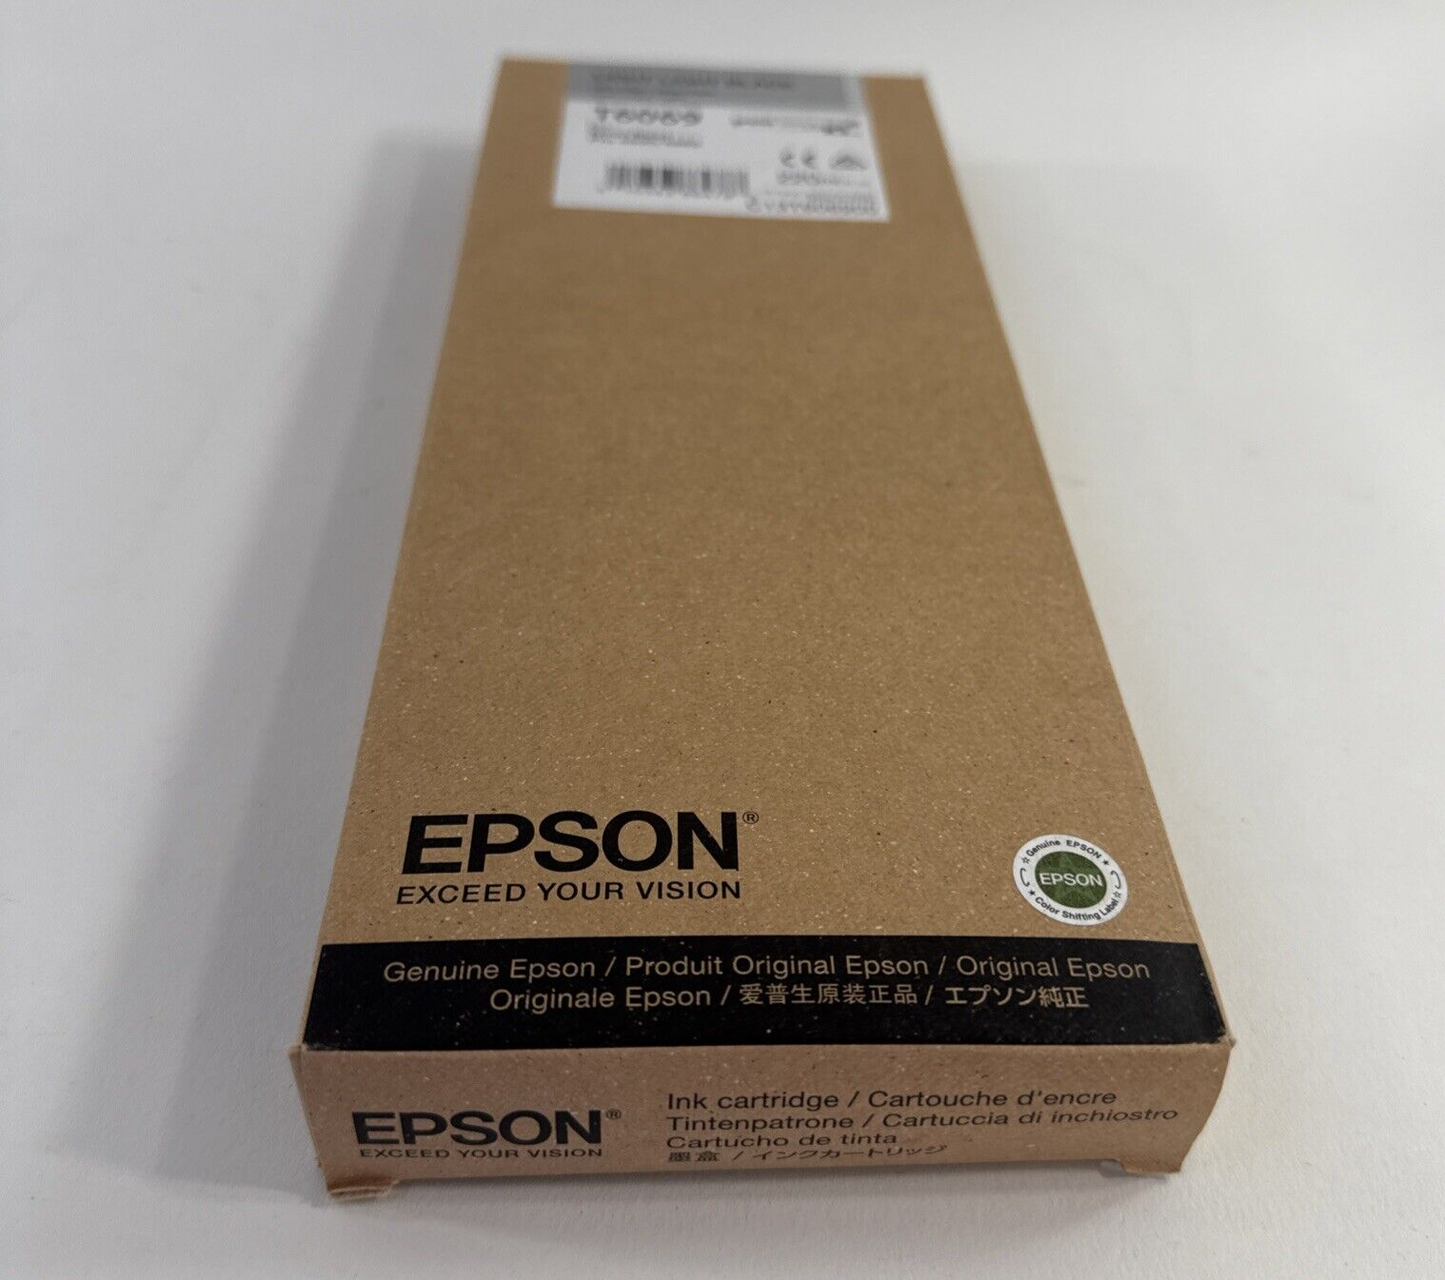 T6069
220
C13T606900
EPSON®
EXCEED YOUR VISION
Genuine EPSON
EPSON
Color Shifting Label
Genuine Epson / Produit Original Epson / Original Epson
Originale Epson / 爱普生原装正品 / エプソン純正
EPSON®
EXCEED YOUR VISION
Ink cartridge / Cartouche d'encre
Tintenpatrone / Cartuccia di inchiostro
Cartucho de tinta
墨盒 / インクカートリッジ